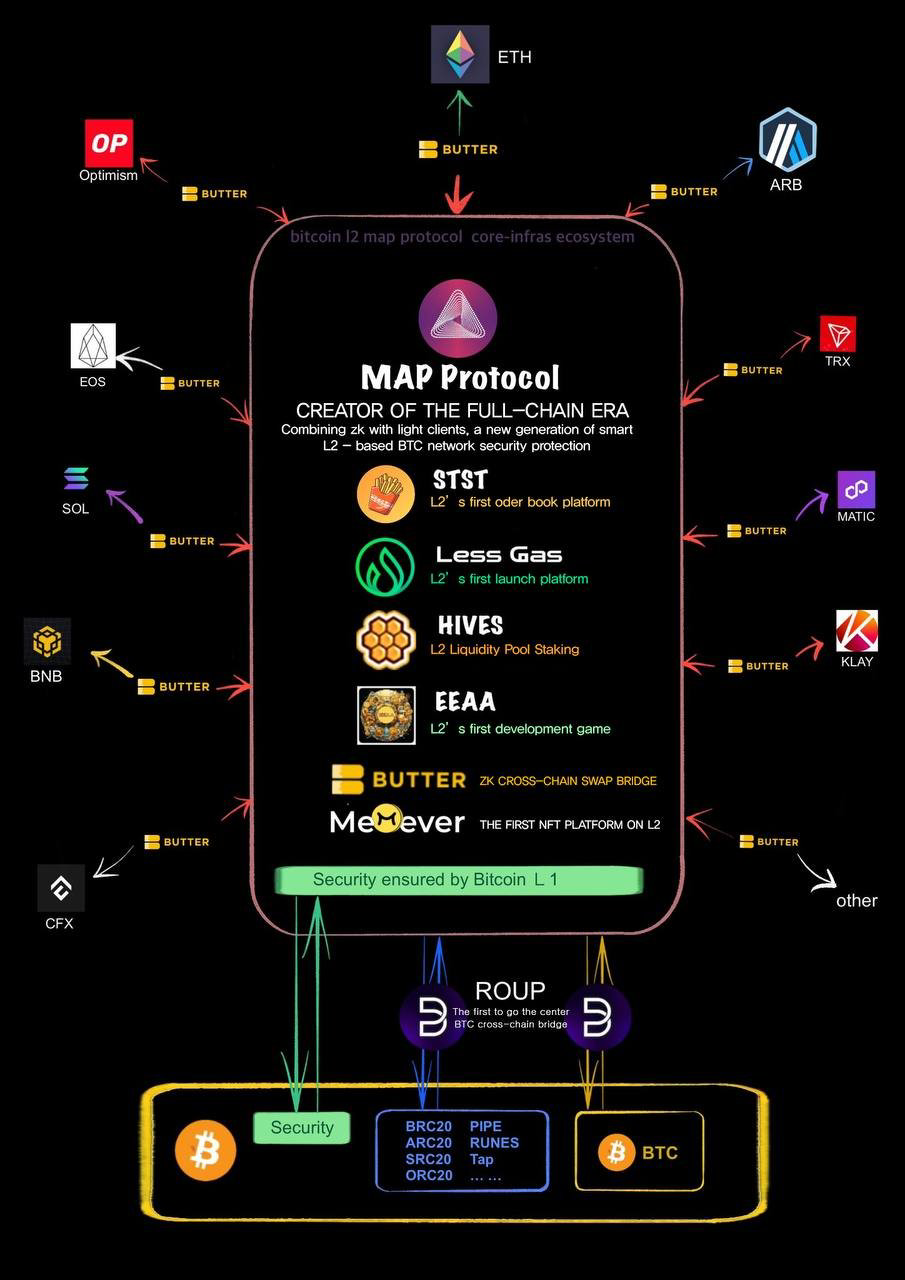 ETH
BUTTER
OP
Optimism
BUTTER
BUTTER
ARB
bitcoin l2 map protocol core-infras ecosystem
MAP Protocol
CREATOR OF THE FULL-CHAIN ERA
Combining zk with light clients, a new generation of smart
L2 - based BTC network security protection
EOS
BUTTER
BUTTER
TRX
STST
L2's first oder book platform
SOL
BUTTER
BUTTER
MATIC
Less Gas
L2's first launch platform
HIVES
L2 Liquidity Pool Staking
BNB
BUTTER
BUTTER
KLAY
EEAA
L2's first development game
BUTTER ZK CROSS-CHAIN SWAP BRIDGE
MeMever THE FIRST NFT PLATFORM ON L2
CFX
BUTTER
BUTTER
other
Security ensured by Bitcoin L 1
ROUP
The first to go the center
BTC cross-chain bridge
Security
BRC20 PIPE
ARC20 RUNES
SRC20 Tap
ORC20 ... ...
BTC